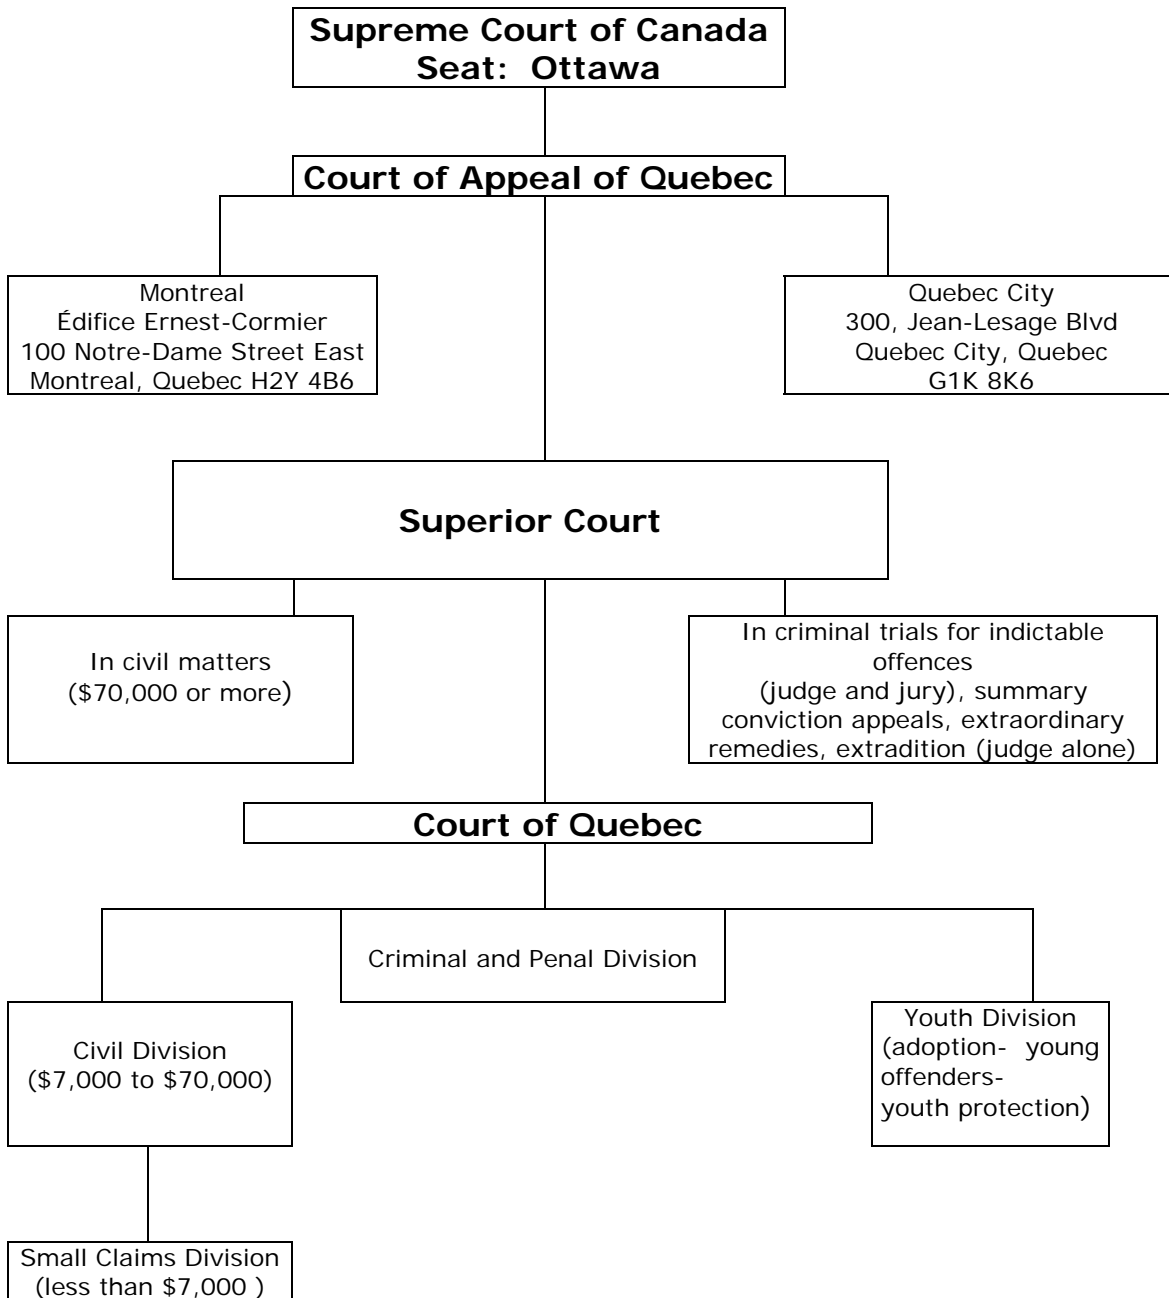 Supreme Court of Canada
Seat: Ottawa
Court of Appeal of Quebec
Montreal
Édifice Ernest-Cormier
100 Notre-Dame Street East
Montreal, Quebec H2Y 4B6
Quebec City
300, Jean-Lesage Blvd
Quebec City, Quebec
G1K 8K6
Superior Court
In civil matters
($70,000 or more)
In criminal trials for indictable
offences
(judge and jury), summary
conviction appeals, extraordinary
remedies, extradition (judge alone)
Court of Quebec
Criminal and Penal Division
Civil Division
($7,000 to $70,000)
Youth Division
(adoption- young
offenders-
youth protection)
Small Claims Division
(less than $7,000 )